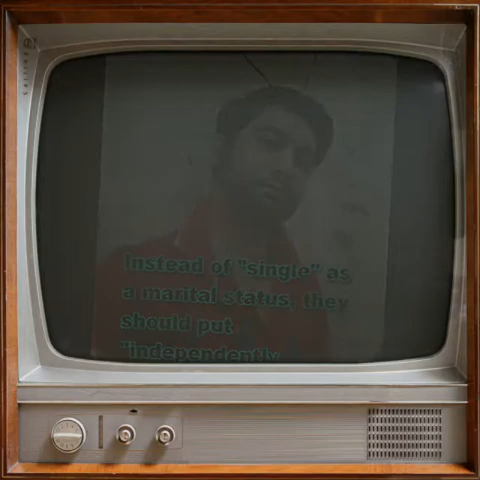 Instead of "single" as
a marital status, they
should put
"independently